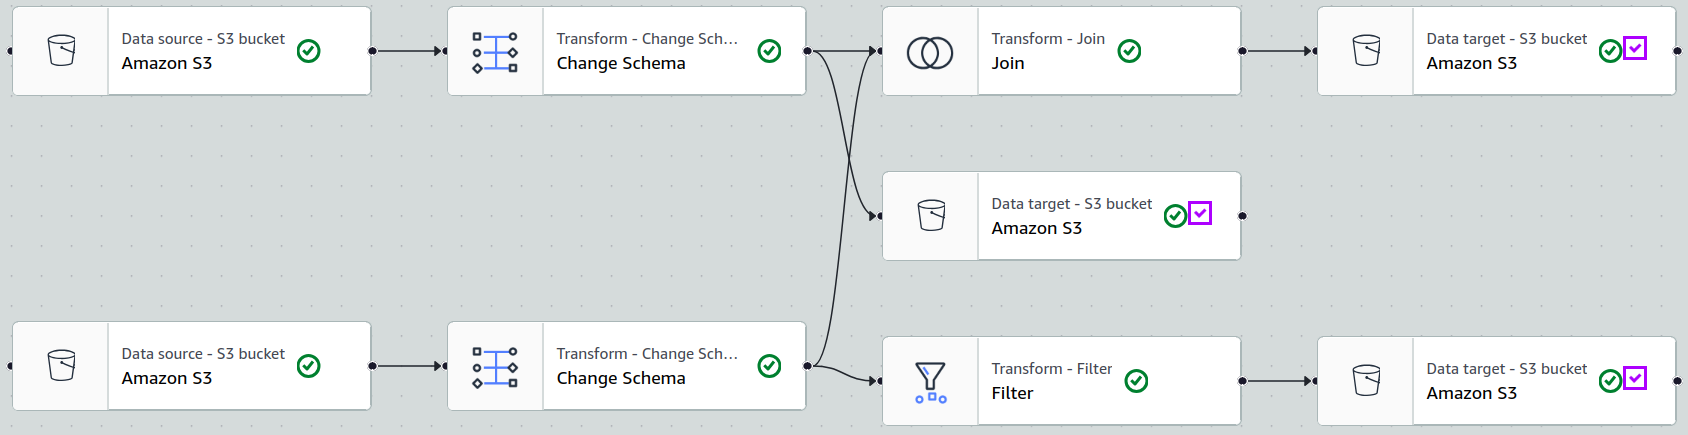 Data source - S3 bucket
Amazon S3
Transform - Change Sch...
Change Schema
Transform - Join
Join
Data target - S3 bucket
Amazon S3
Data target - S3 bucket
Amazon S3
Data source - S3 bucket
Amazon S3
Transform - Change Sch...
Change Schema
Transform - Filter
Filter
Data target - S3 bucket
Amazon S3